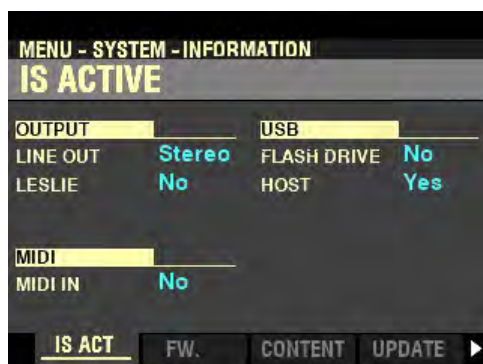 MENU - SYSTEM - INFORMATION
IS ACTIVE
OUTPUT
LINE OUT Stereo
LESLIE No
USB
FLASH DRIVE No
HOST Yes
MIDI
MIDI IN No
IS ACT FW. CONTENT UPDATE